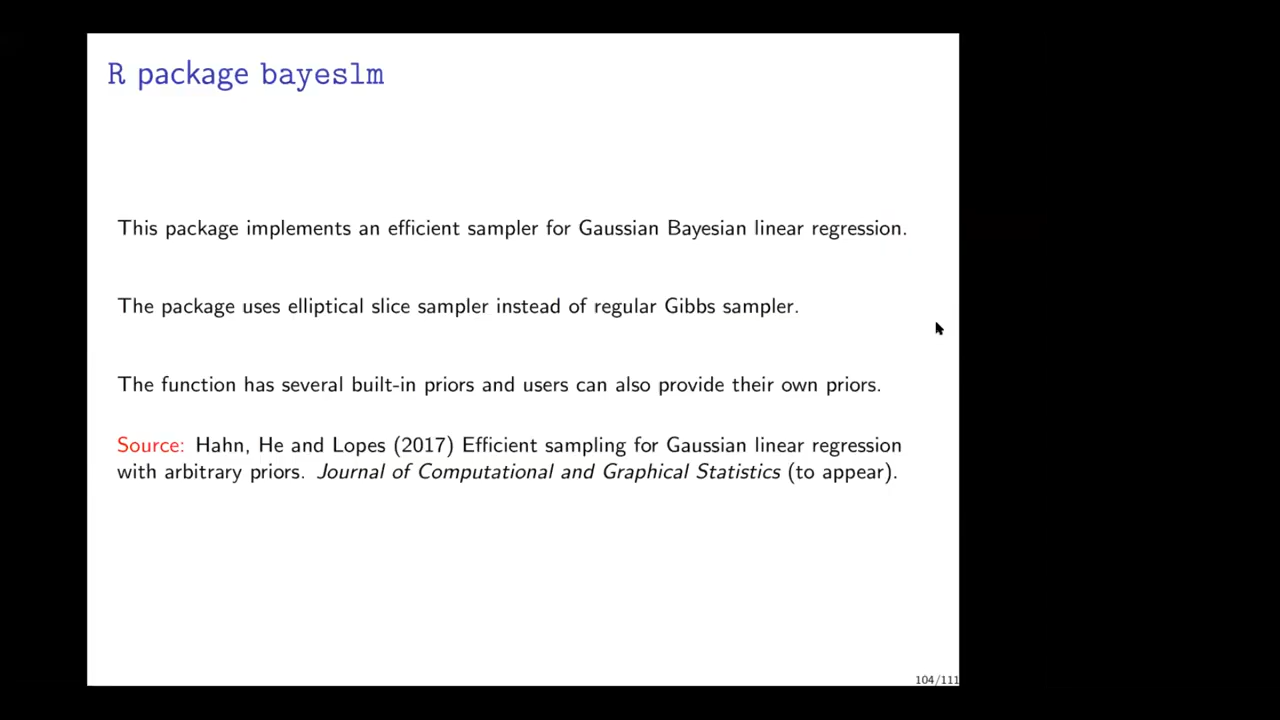 R package bayeslm
This package implements an efficient sampler for Gaussian Bayesian linear regression.
The package uses elliptical slice sampler instead of regular Gibbs sampler.
The function has several built-in priors and users can also provide their own priors.
Source: Hahn, He and Lopes (2017) Efficient sampling for Gaussian linear regression
with arbitrary priors. Journal of Computational and Graphical Statistics (to appear).
104/111